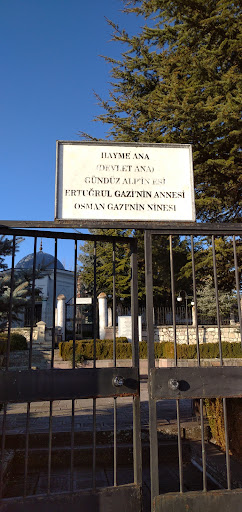 HAYME ANA
(DEVLET ANA)
GÜNDÜZ ALP'İN EŞİ
ERTUĞRUL GAZİ'NİN ANNESİ
OSMAN GAZİ'NİN NİNESİ